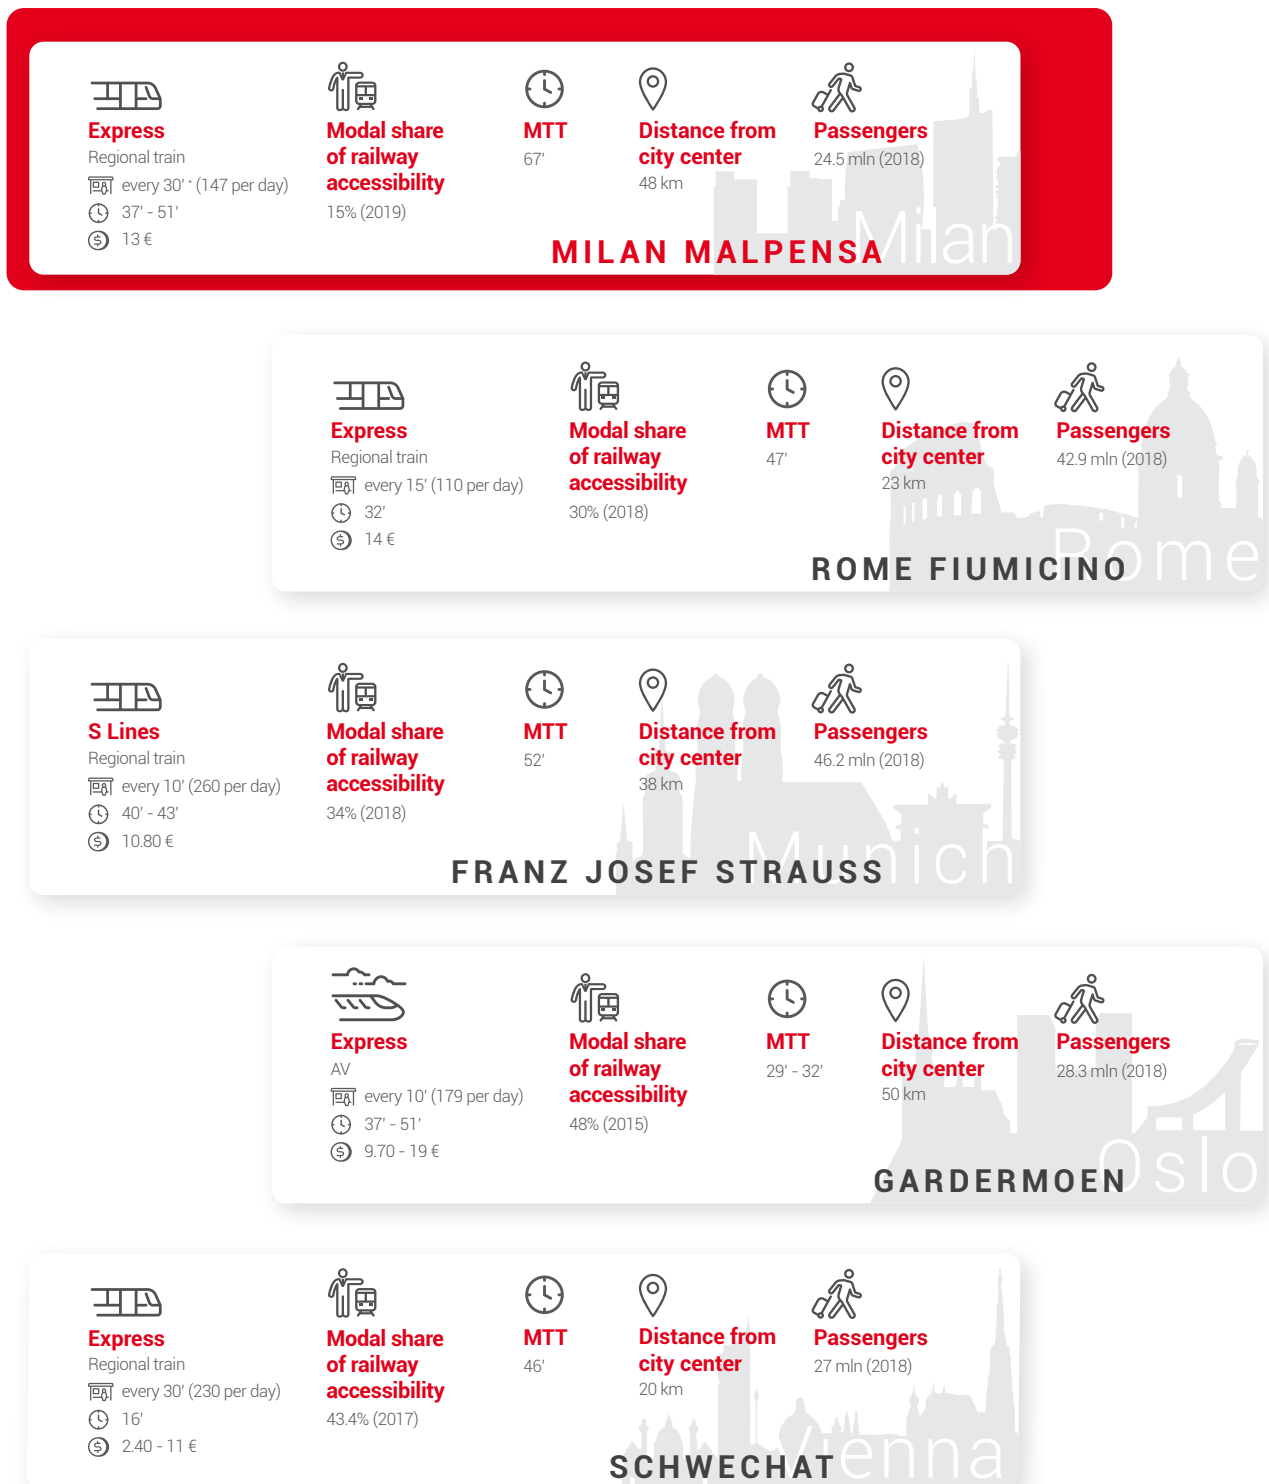 Express
Regional train
every 30' * (147 per day)
37' - 51'
13 €
Modal share
of railway
accessibility
15% (2019)
MTT
67'
Distance from
city center
48 km
Passengers
24.5 mln (2018)
Milan
MILAN MALPENSA
Express
Regional train
every 15' (110 per day)
32'
14 €
Modal share
of railway
accessibility
30% (2018)
MTT
47'
Distance from
city center
23 km
Passengers
42.9 mln (2018)
Rome
ROME FIUMICINO
S Lines
Regional train
every 10' (260 per day)
40' - 43'
10.80 €
Modal share
of railway
accessibility
34% (2018)
MTT
52'
Distance from
city center
38 km
Passengers
46.2 mln (2018)
Munich
FRANZ JOSEF STRAUSS
Express
AV
every 10' (179 per day)
37' - 51'
9.70 - 19 €
Modal share
of railway
accessibility
48% (2015)
MTT
29' - 32'
Distance from
city center
50 km
Passengers
28.3 mln (2018)
Oslo
GARDERMOEN
Express
Regional train
every 30' (230 per day)
16'
2.40 - 11 €
Modal share
of railway
accessibility
43.4% (2017)
MTT
46'
Distance from
city center
20 km
Passengers
27 mln (2018)
Vienna
SCHWECHAT